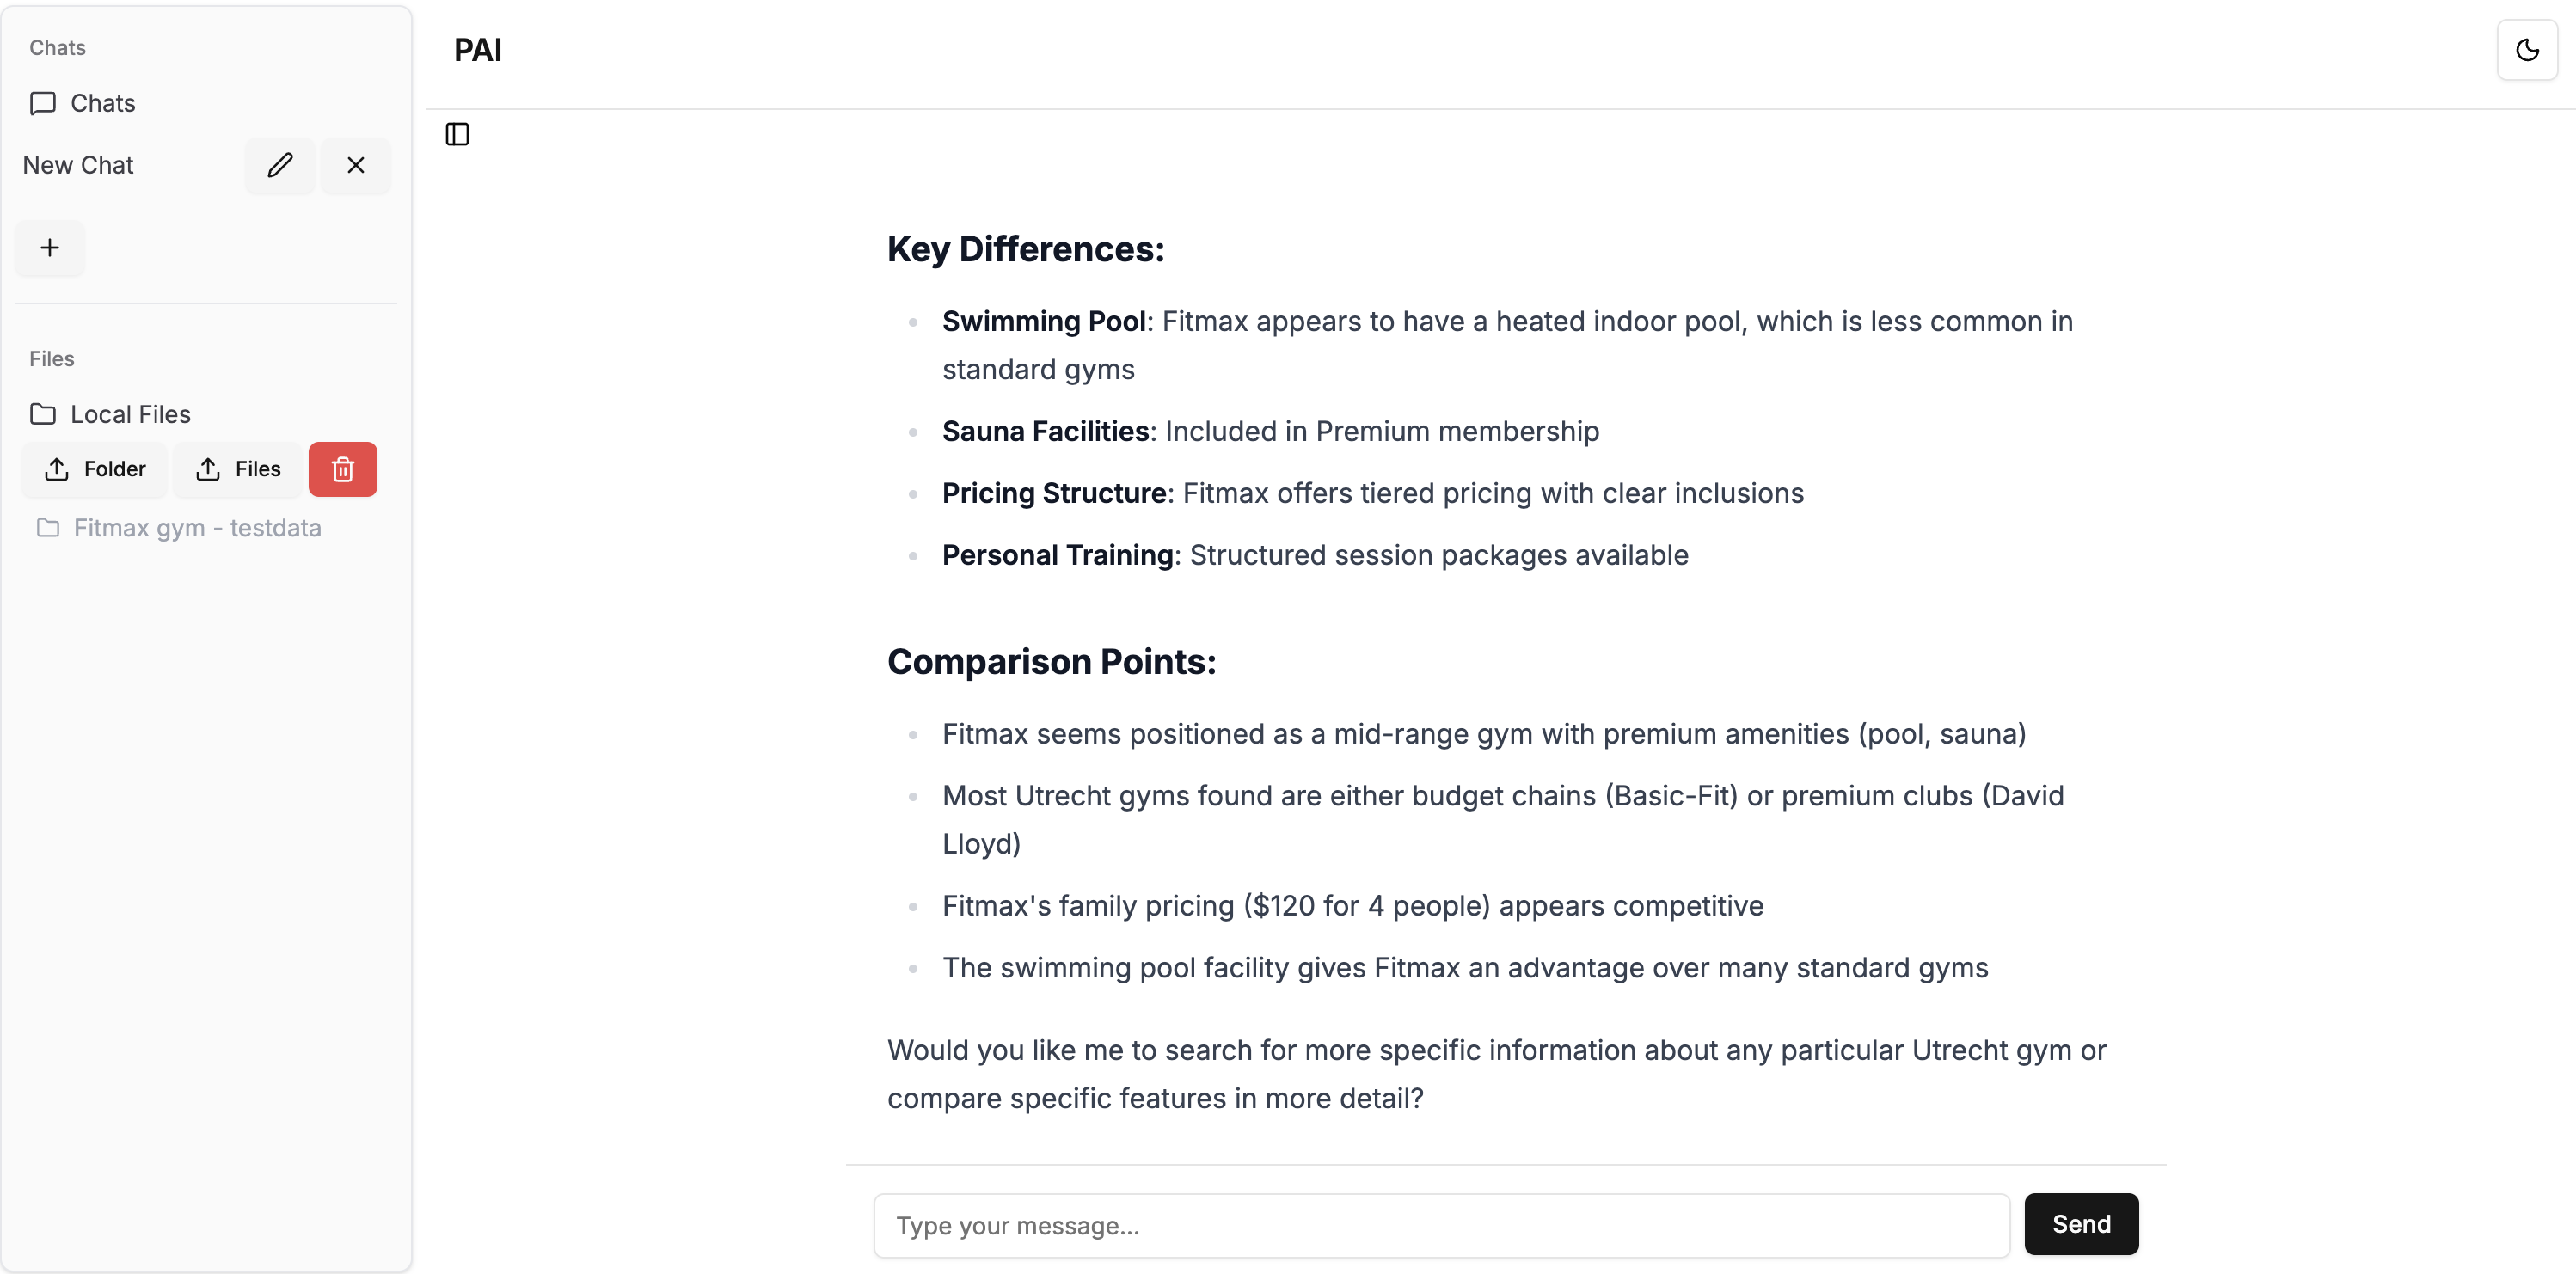 Chats
Chats
New Chat
Files
Local Files
Folder
Files
Fitmax gym - testdata
PAI
Key Differences:
Swimming Pool: Fitmax appears to have a heated indoor pool, which is less common in
standard gyms
Sauna Facilities: Included in Premium membership
Pricing Structure: Fitmax offers tiered pricing with clear inclusions
Personal Training: Structured session packages available
Comparison Points:
Fitmax seems positioned as a mid-range gym with premium amenities (pool, sauna)
Most Utrecht gyms found are either budget chains (Basic-Fit) or premium clubs (David
Lloyd)
Fitmax's family pricing ($120 for 4 people) appears competitive
The swimming pool facility gives Fitmax an advantage over many standard gyms
Would you like me to search for more specific information about any particular Utrecht gym or
compare specific features in more detail?
Type your message...
Send